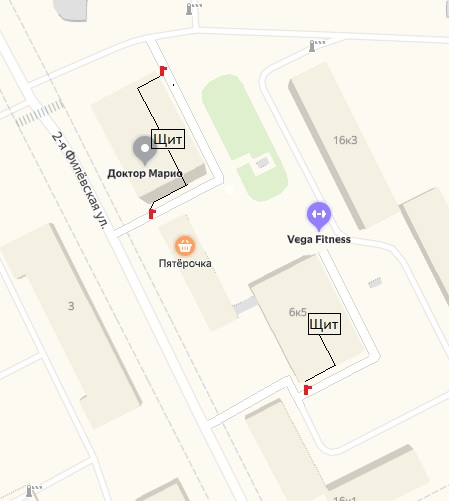 16к3
Щит
2-я Филёвская ул.
Доктор Марио
Vega Fitness
Пятёрочка
3
6к5
Щит
16к1